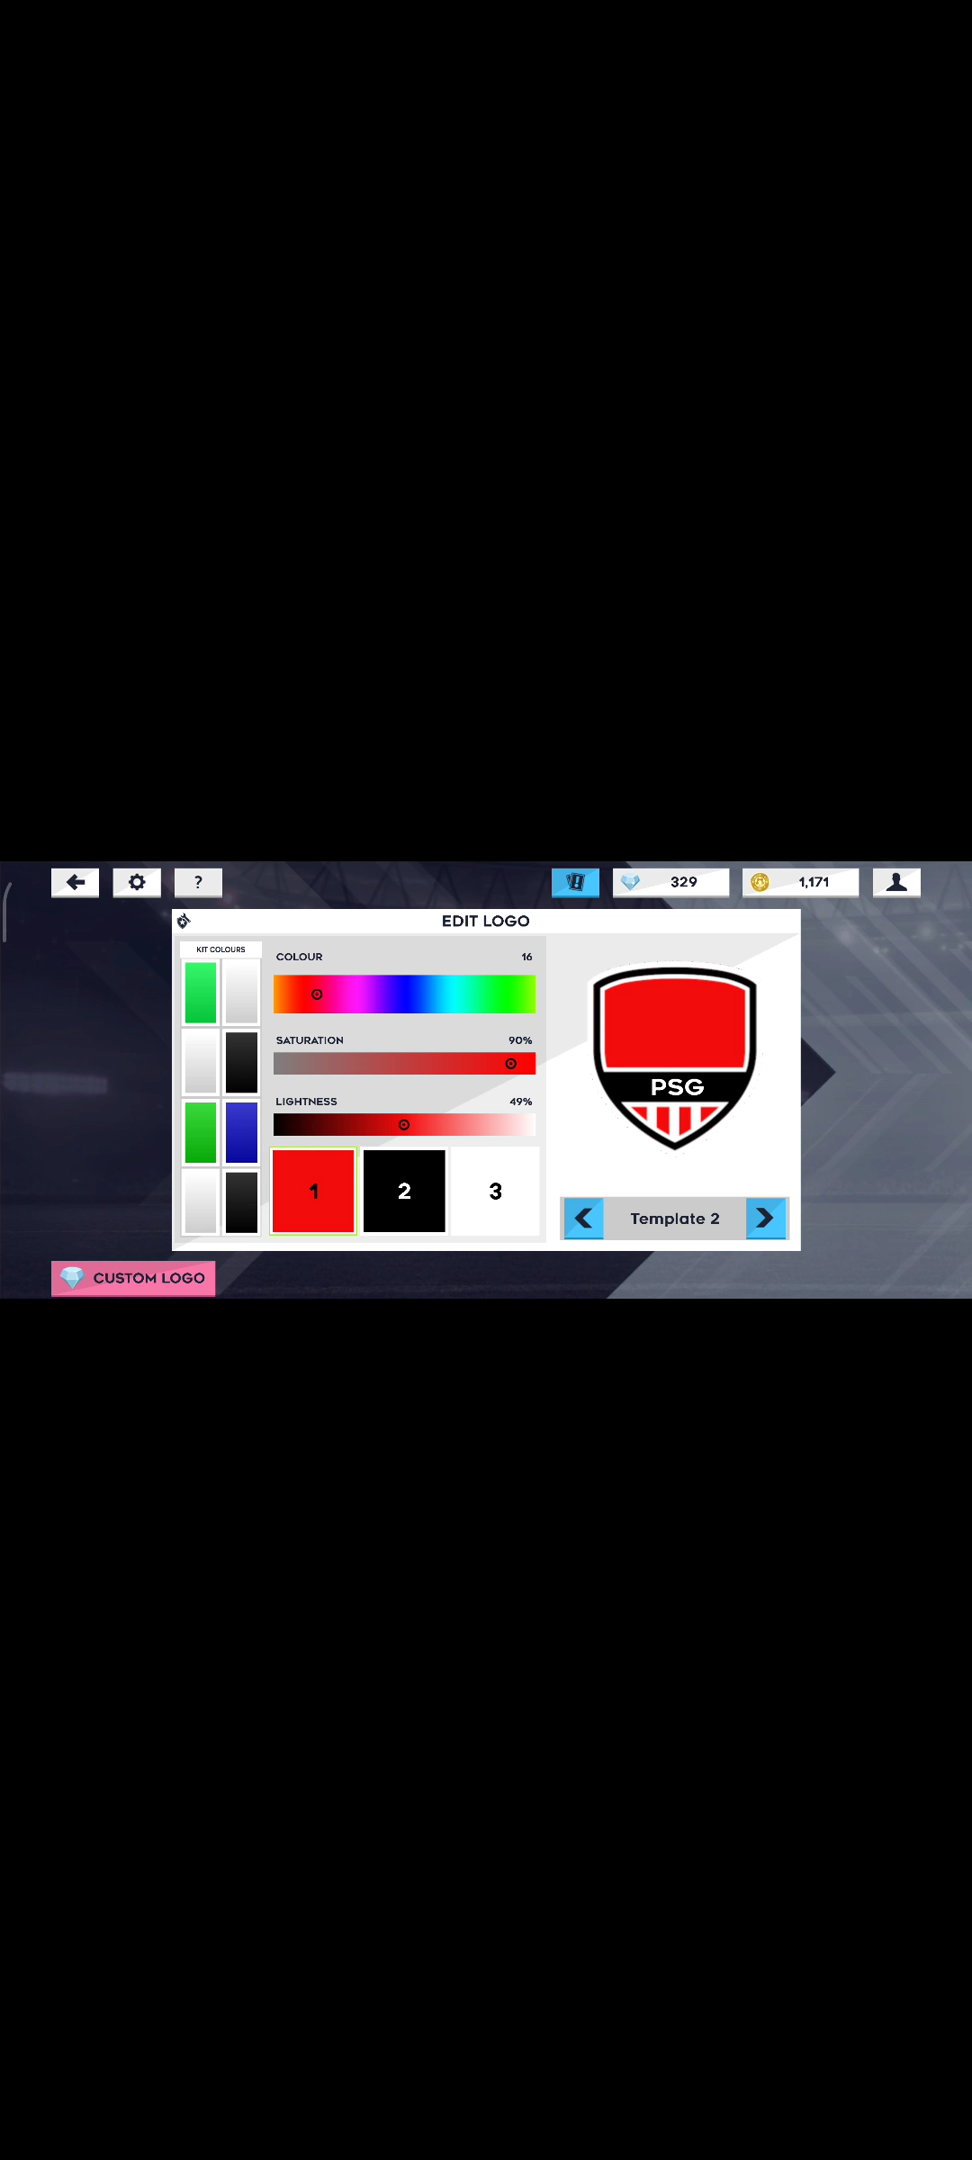 ?
329
1,171
EDIT LOGO
KIT COLOURS
COLOUR 16
SATURATION 90%
LIGHTNESS 49%
1 2 3
PSG
Template 2
CUSTOM LOGO